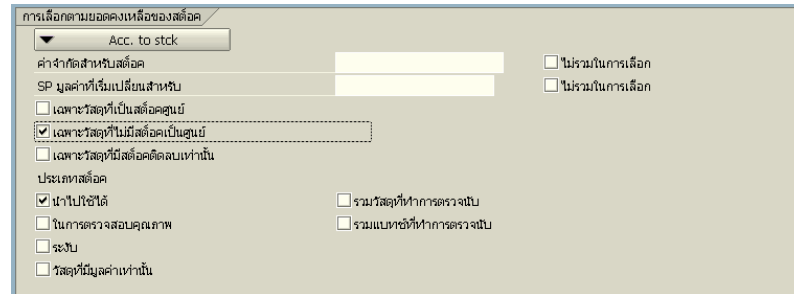 การเลือกตามยอดคงเหลือของสต็อค
Acc. to stck
ค่าจำกัดสำหรับสต็อค ไม่รวมในการเลือก
SP มูลค่าที่เริ่มเปลี่ยนสำหรับ ไม่รวมในการเลือก
เฉพาะวัสดุที่เป็นสต็อคศูนย์
เฉพาะวัสดุที่ไม่มีสต็อคเป็นศูนย์
เฉพาะวัสดุที่มีสต็อคติดลบเท่านั้น
ประเภทสต็อค
นำไปใช้ได้ รวมวัสดุที่ทำการตรวจนับ
ในการตรวจสอบคุณภาพ รวมแบทช์ที่ทำการตรวจนับ
ระงับ
วัสดุที่มีมูลค่าเท่านั้น